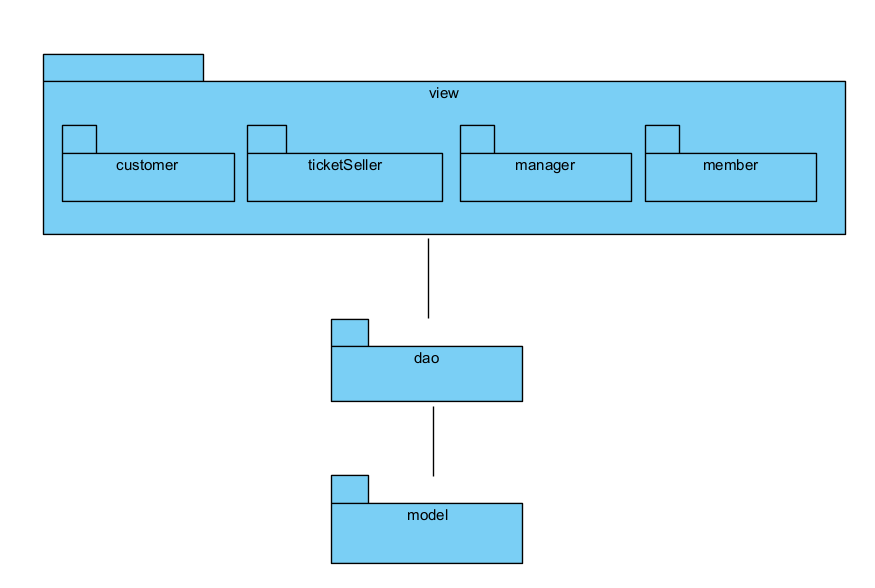 view
customer
ticketSeller
manager
member
dao
model